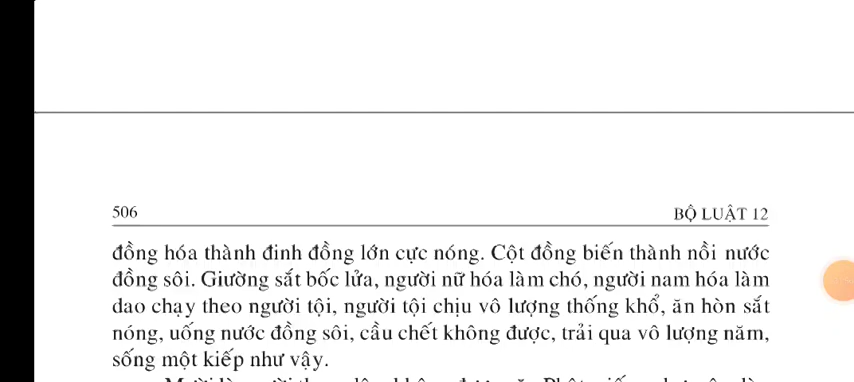 506
BỘ LUẬT 12
đồng hóa thành đinh đồng lớn cực nóng. Cột đồng biến thành nồi nước
đồng sôi. Giường sắt bốc lửa, người nữ hóa làm chó, người nam hóa làm
dao chạy theo người tội, người tội chịu vô lượng thống khổ, ăn hòn sắt
nóng, uống nước đồng sôi, cầu chết không được, trải qua vô lượng năm,
sống một kiếp như vậy.